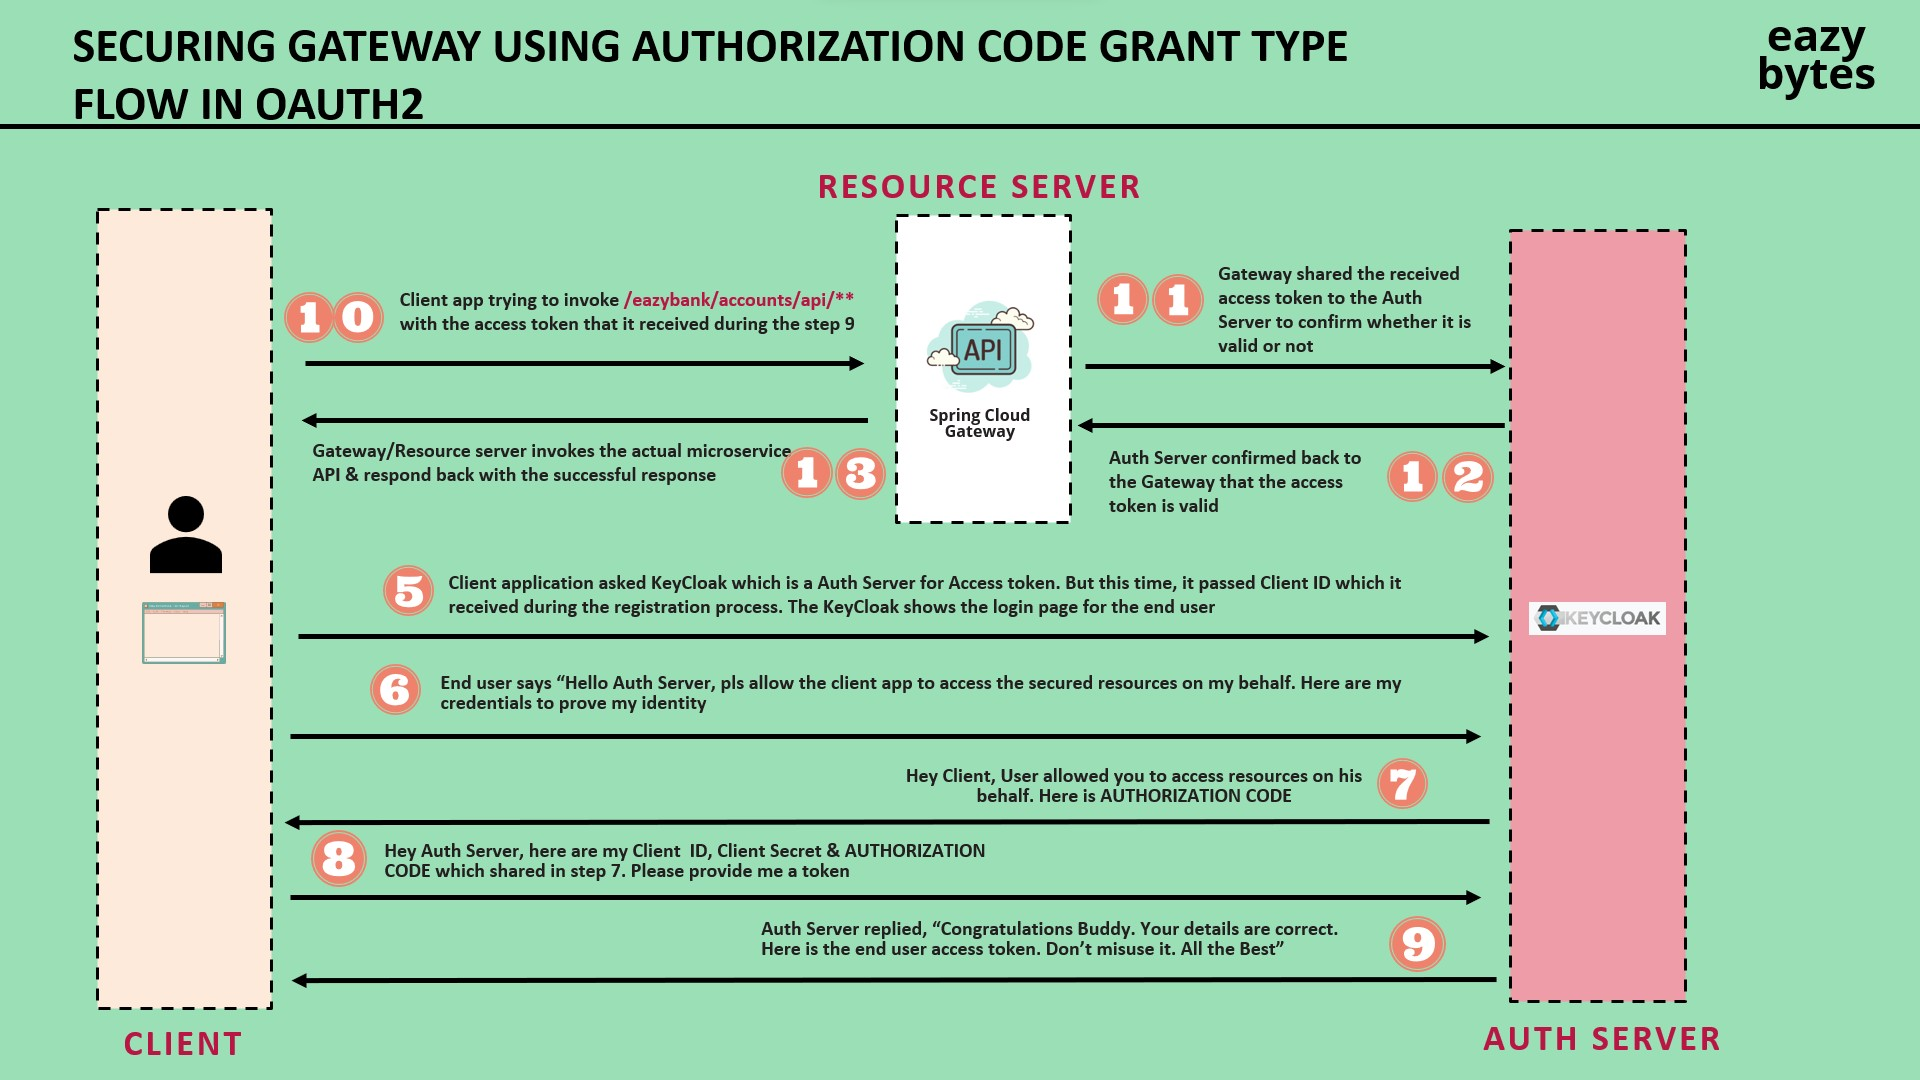 SECURING GATEWAY USING AUTHORIZATION CODE GRANT TYPE
FLOW IN OAUTH2
eazy
bytes
RESOURCE SERVER
10
Client app trying to invoke /eazybank/accounts/api/**
with the access token that it received during the step 9
API
Spring Cloud
Gateway
11
Gateway shared the received
access token to the Auth
Server to confirm whether it is
valid or not
Gateway/Resource server invokes the actual microservice
API & respond back with the successful response
13
Auth Server confirmed back to
the Gateway that the access
token is valid
12
5
Client application asked KeyCloak which is a Auth Server for Access token. But this time, it passed Client ID which it
received during the registration process. The KeyCloak shows the login page for the end user
KEYCLOAK
6
End user says “Hello Auth Server, pls allow the client app to access the secured resources on my behalf. Here are my
credentials to prove my identity
Hey Client, User allowed you to access resources on his
behalf. Here is AUTHORIZATION CODE
7
8
Hey Auth Server, here are my Client  ID, Client Secret & AUTHORIZATION
CODE which shared in step 7. Please provide me a token
Auth Server replied, “Congratulations Buddy. Your details are correct.
Here is the end user access token. Don’t misuse it. All the Best”
9
CLIENT
AUTH SERVER